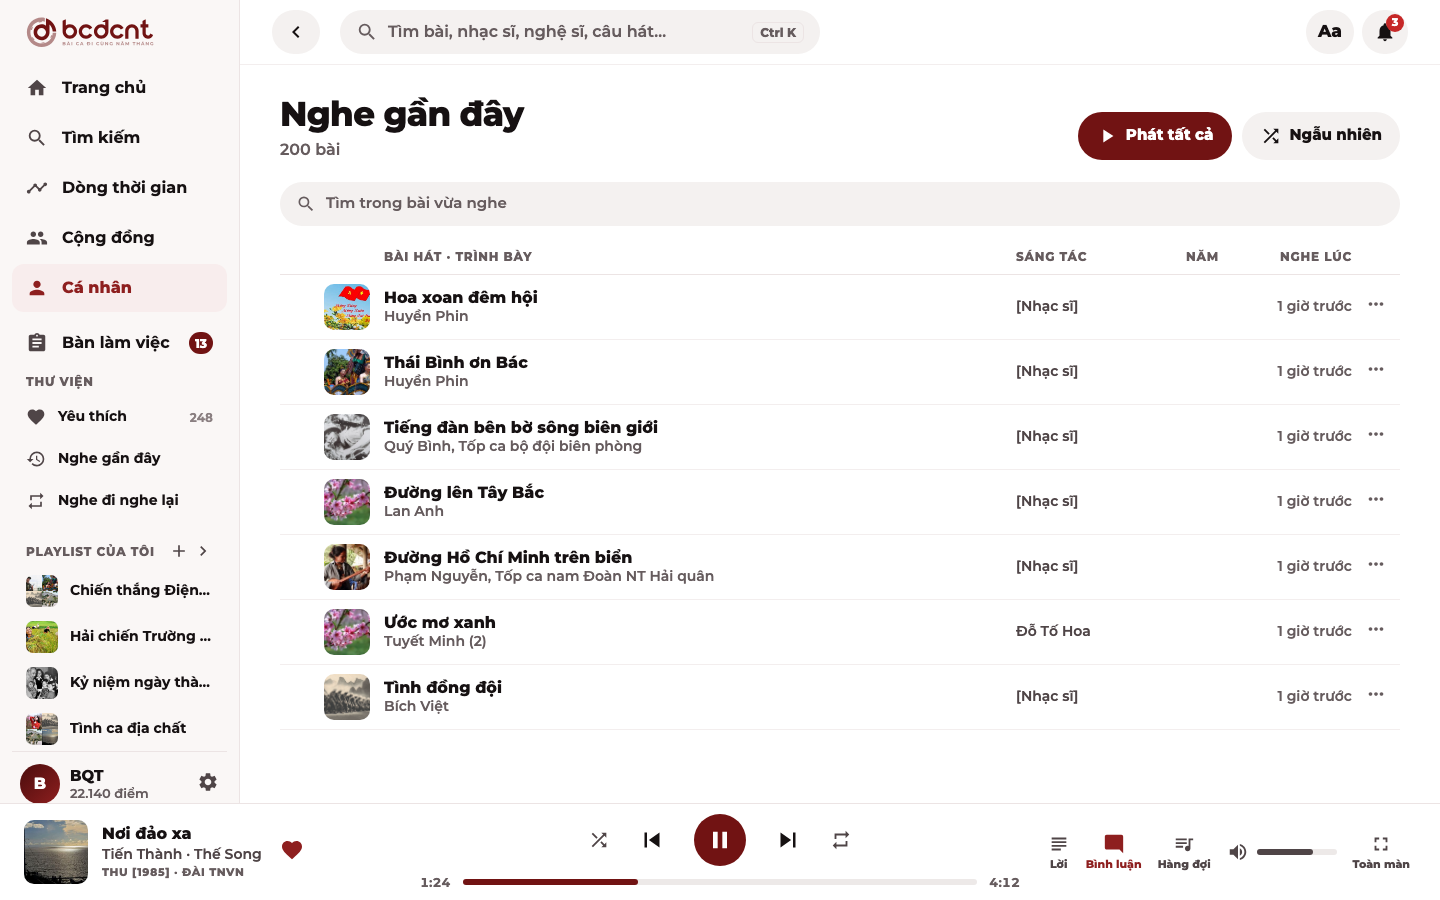 bcdcnt
BÀI CA ĐI CÙNG NĂM THÁNG
Trang chủ
Tìm kiếm
Dòng thời gian
Cộng đồng
Cá nhân
Bàn làm việc 13
THƯ VIỆN
Yêu thích 248
Nghe gần đây
Nghe đi nghe lại
PLAYLIST CỦA TÔI
Chiến thắng Điện...
Hải chiến Trường ...
Kỷ niệm ngày thà...
Tình ca địa chất
B
BQT
22.140 điểm
Tìm bài, nhạc sĩ, nghệ sĩ, câu hát... Ctrl K
Aa
3
Nghe gần đây
200 bài
Phát tất cả
Ngẫu nhiên
Tìm trong bài vừa nghe
BÀI HÁT · TRÌNH BÀY SÁNG TÁC NĂM NGHE LÚC
Hoa xoan đêm hội
Huyền Phin
[Nhạc sĩ] 1 giờ trước
Thái Bình ơn Bác
Huyền Phin
[Nhạc sĩ] 1 giờ trước
Tiếng đàn bên bờ sông biên giới
Quý Bình, Tốp ca bộ đội biên phòng
[Nhạc sĩ] 1 giờ trước
Đường lên Tây Bắc
Lan Anh
[Nhạc sĩ] 1 giờ trước
Đường Hồ Chí Minh trên biển
Phạm Nguyễn, Tốp ca nam Đoàn NT Hải quân
[Nhạc sĩ] 1 giờ trước
Ước mơ xanh
Tuyết Minh (2)
Đỗ Tố Hoa 1 giờ trước
Tình đồng đội
Bích Việt
[Nhạc sĩ] 1 giờ trước
Nơi đảo xa
Tiến Thành · Thế Song
THU [1985] · ĐÀI TNVN
1:24 4:12
Lời
Bình luận
Hàng đợi
Toàn màn